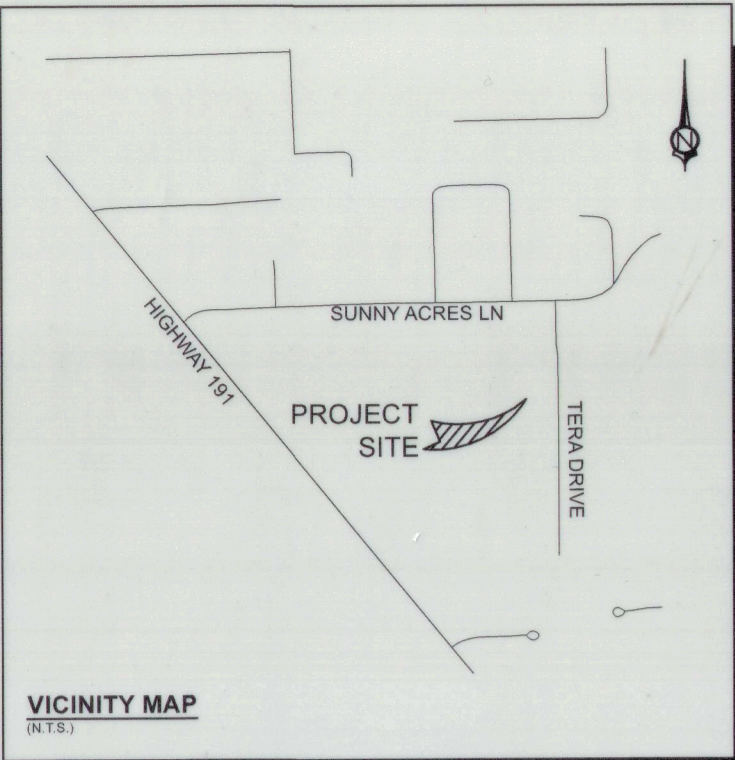 N
SUNNY ACRES LN
HIGHWAY 191
PROJECT
SITE
TERA DRIVE
VICINITY MAP
(N.T.S.)